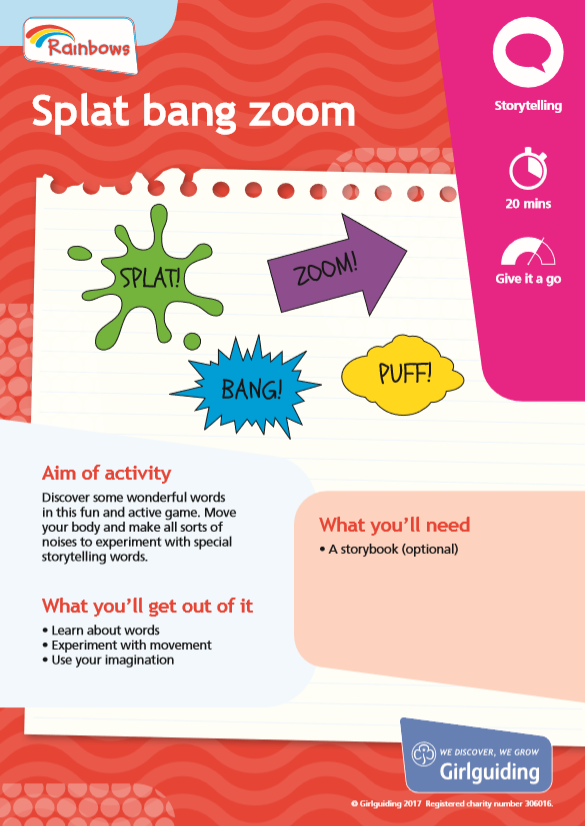 Rainbows
Splat bang zoom
Storytelling
20 mins
Give it a go
SPLAT!
ZOOM!
BANG!
PUFF!
Aim of activity
Discover some wonderful words
in this fun and active game. Move
your body and make all sorts of
noises to experiment with special
storytelling words.
What you'll get out of it
• Learn about words
• Experiment with movement
• Use your imagination
What you'll need
• A storybook (optional)
WE DISCOVER, WE GROW
Girlguiding
© Girlguiding 2017 Registered charity number 306016.